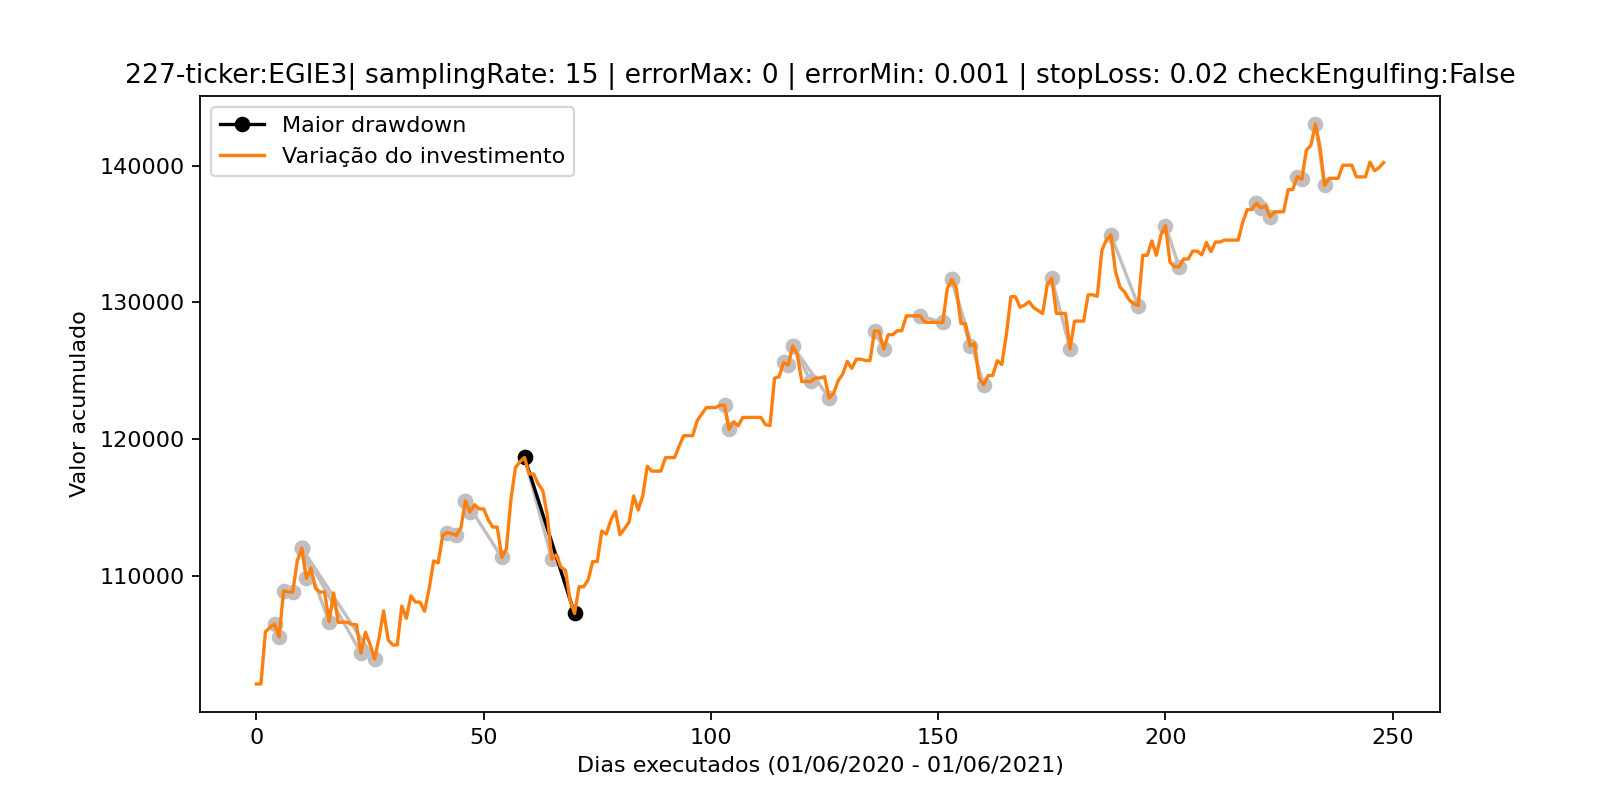 227-ticker:EGIE3| samplingRate: 15 | errorMax: 0 | errorMin: 0.001 | stopLoss: 0.02 checkEngulfing:False
Maior drawdown
Variação do investimento
140000
130000
120000
110000
Valor acumulado
0 50 100 150 200 250
Dias executados (01/06/2020 - 01/06/2021)